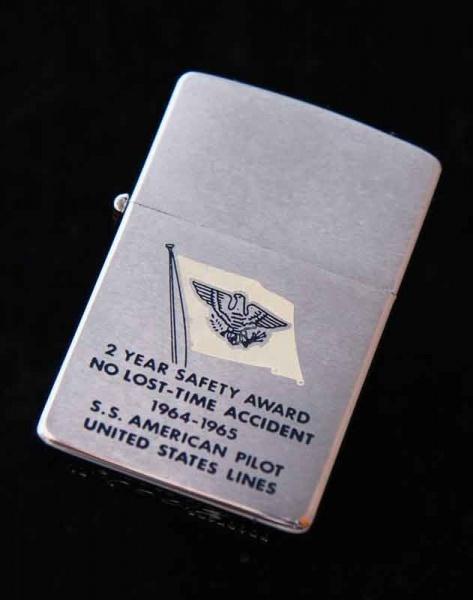 2 YEAR SAFETY AWARD
NO LOST-TIME ACCIDENT
1964-1965
S.S. AMERICAN PILOT
UNITED STATES LINES